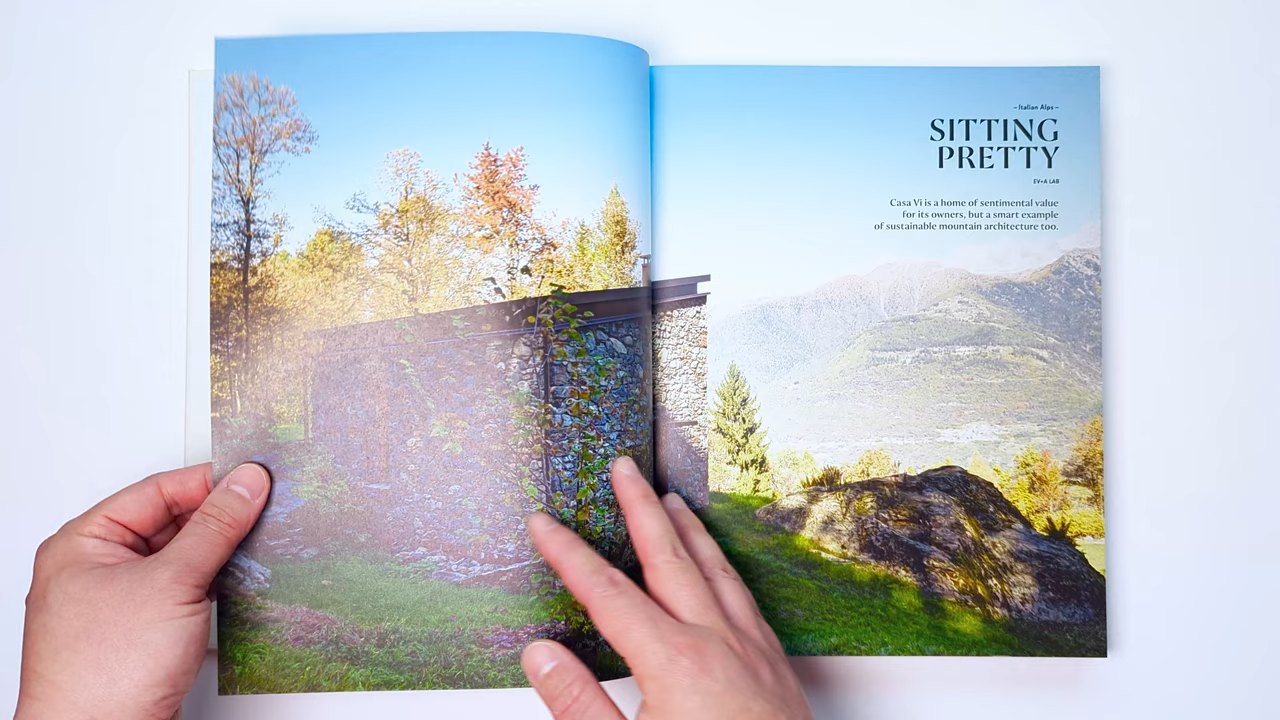 – Italian Alps –
SITTING
PRETTY
EV+A LAB
Casa Vi is a home of sentimental value
for its owners, but a smart example
of sustainable mountain architecture too.